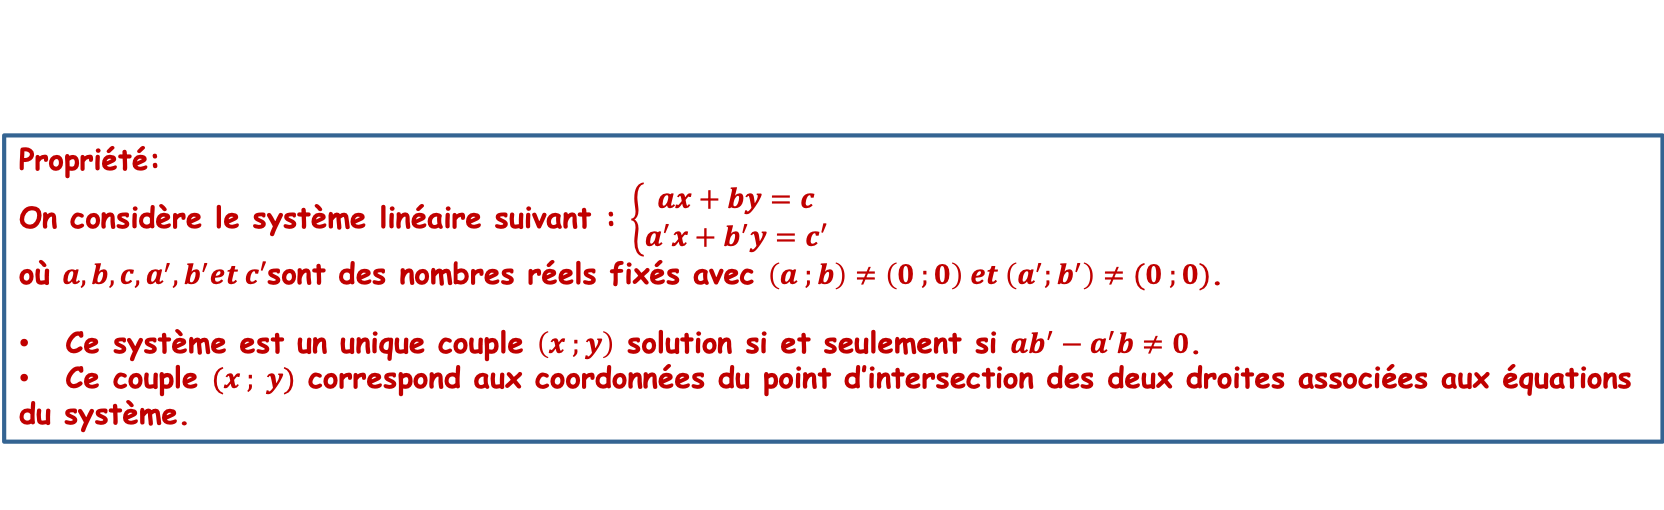 Propriété:
On considère le système linéaire suivant : { ax + by = c
a′x + b′y = c′
où a, b, c, a′, b′et c′sont des nombres réels fixés avec (a ; b) ≠ (0 ; 0) et (a′; b′) ≠ (0 ; 0).
• Ce système est un unique couple (x ; y) solution si et seulement si ab′ − a′b ≠ 0.
• Ce couple (x ; y) correspond aux coordonnées du point d’intersection des deux droites associées aux équations
du système.